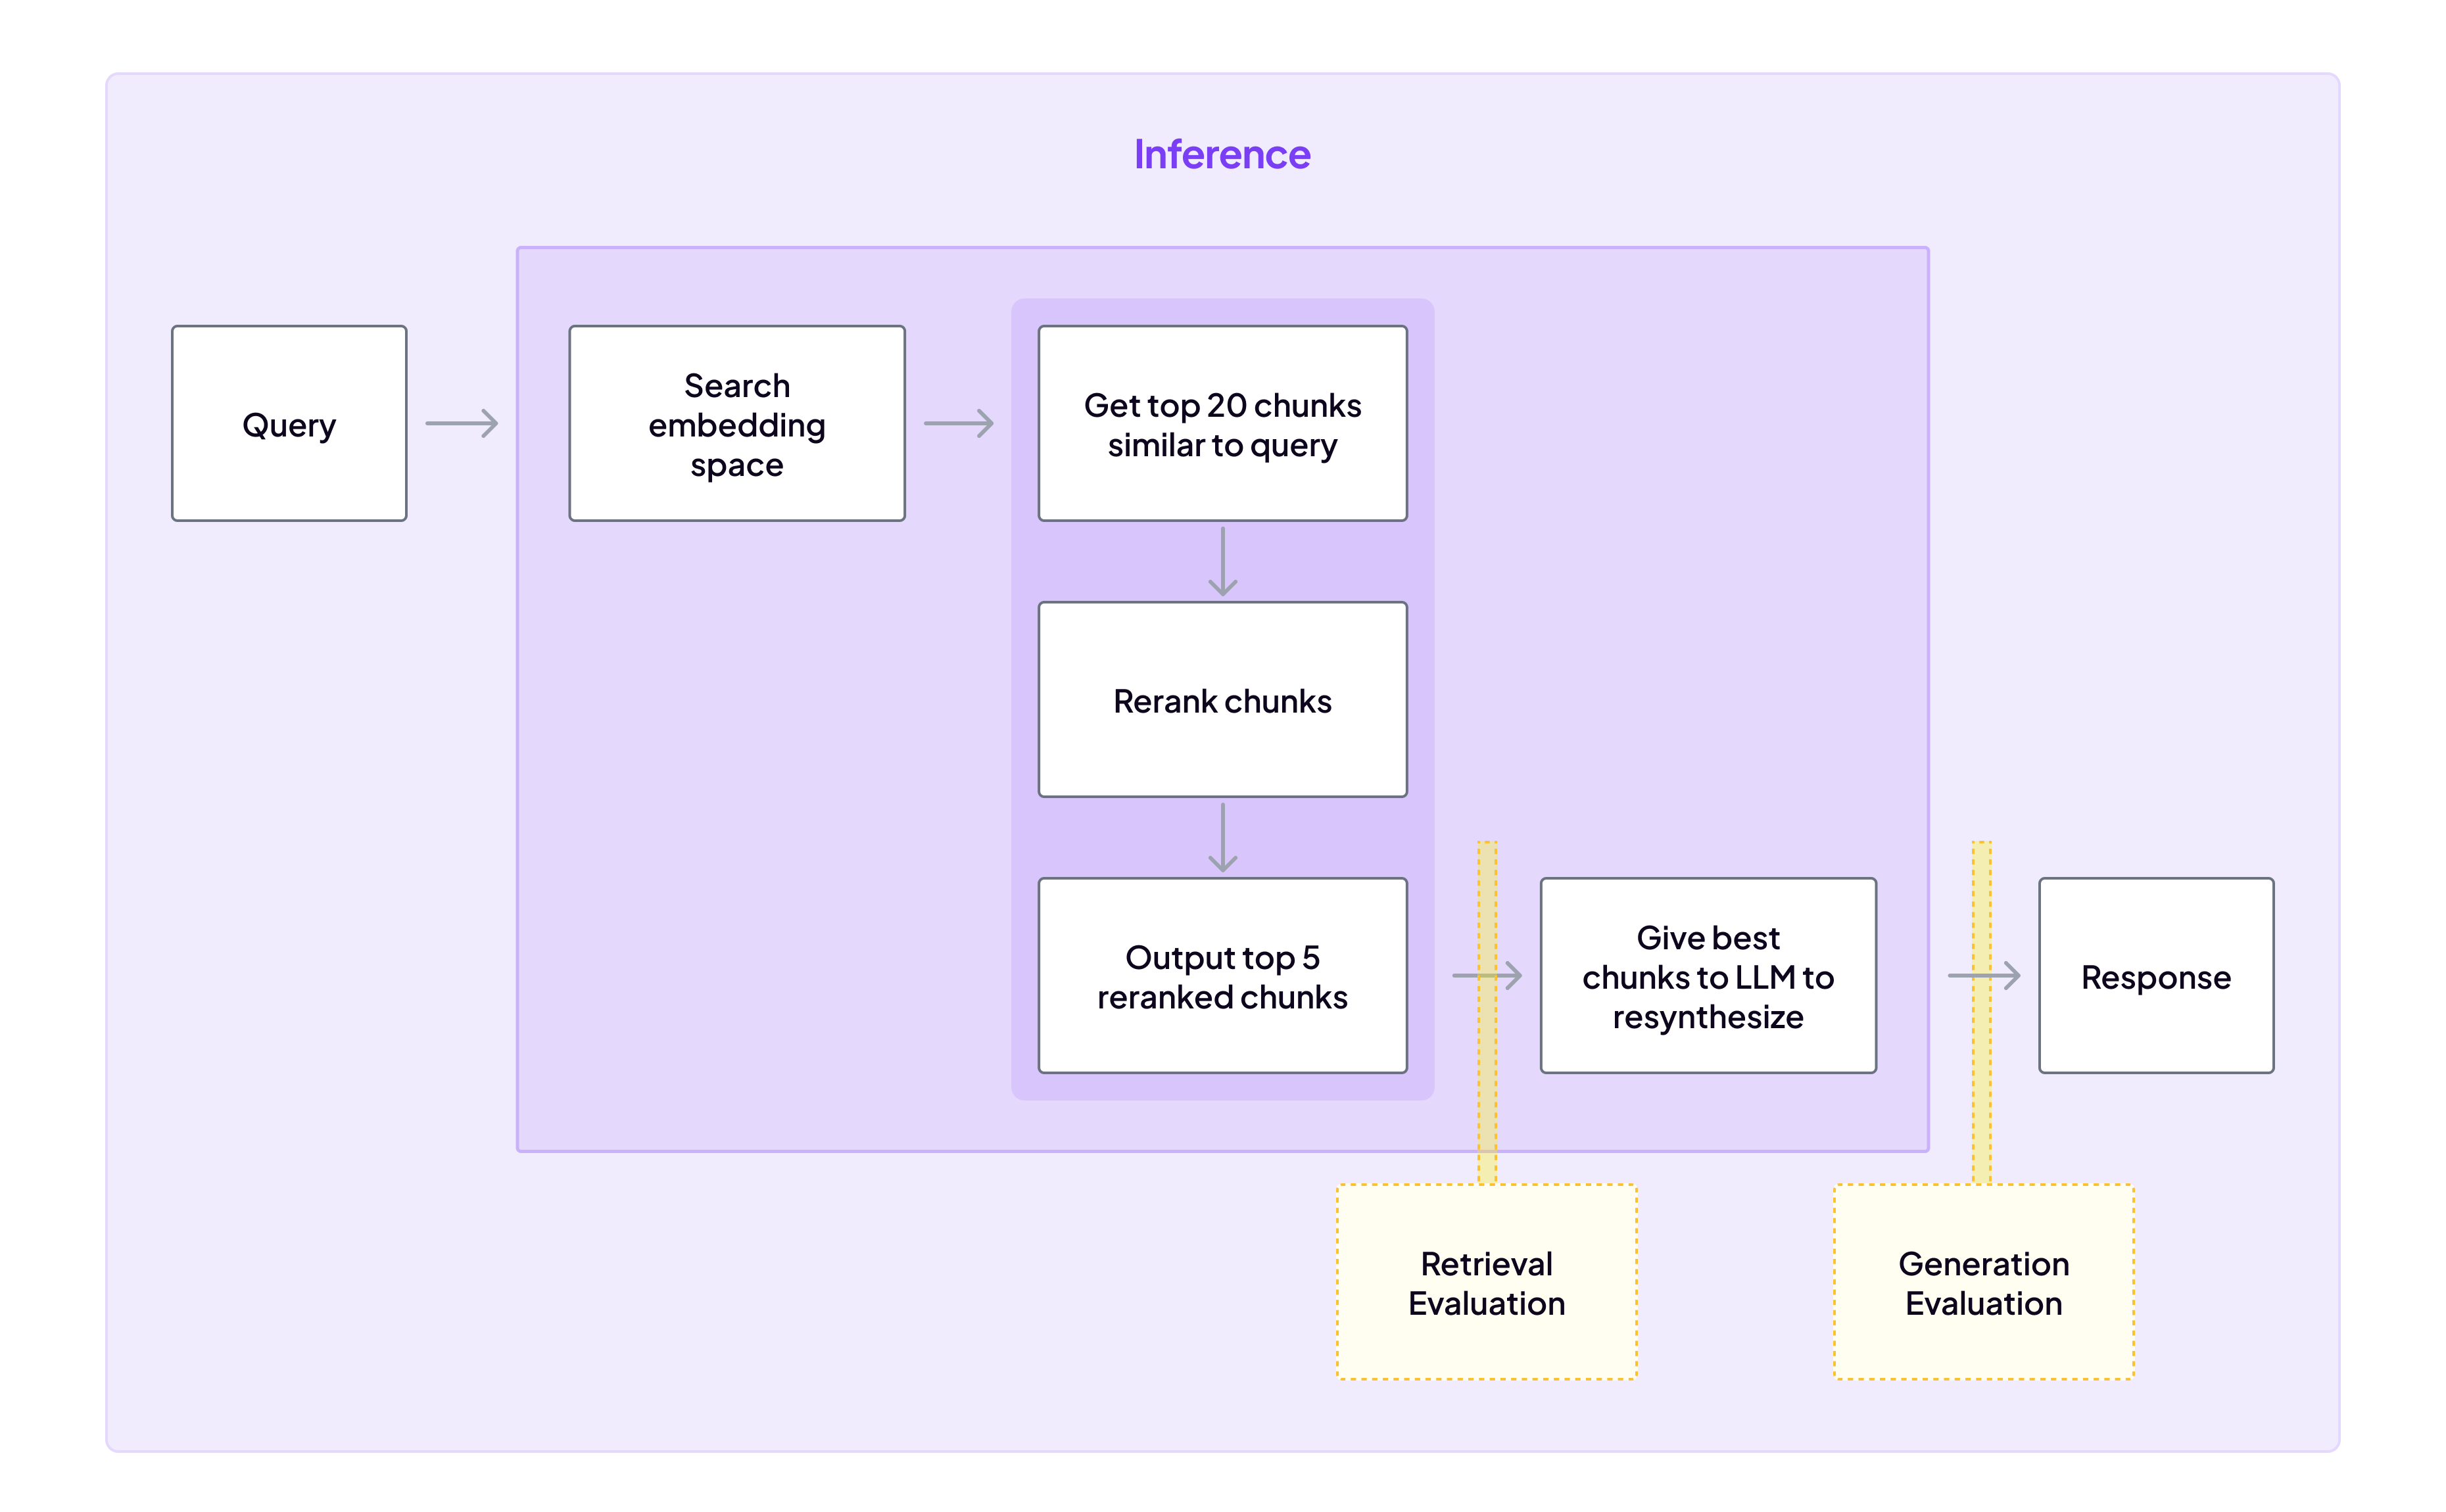 Inference
Query
Search
embedding
space
Get top 20 chunks
similar to query
Rerank chunks
Output top 5
reranked chunks
Give best
chunks to LLM to
resynthesize
Response
Retrieval
Evaluation
Generation
Evaluation